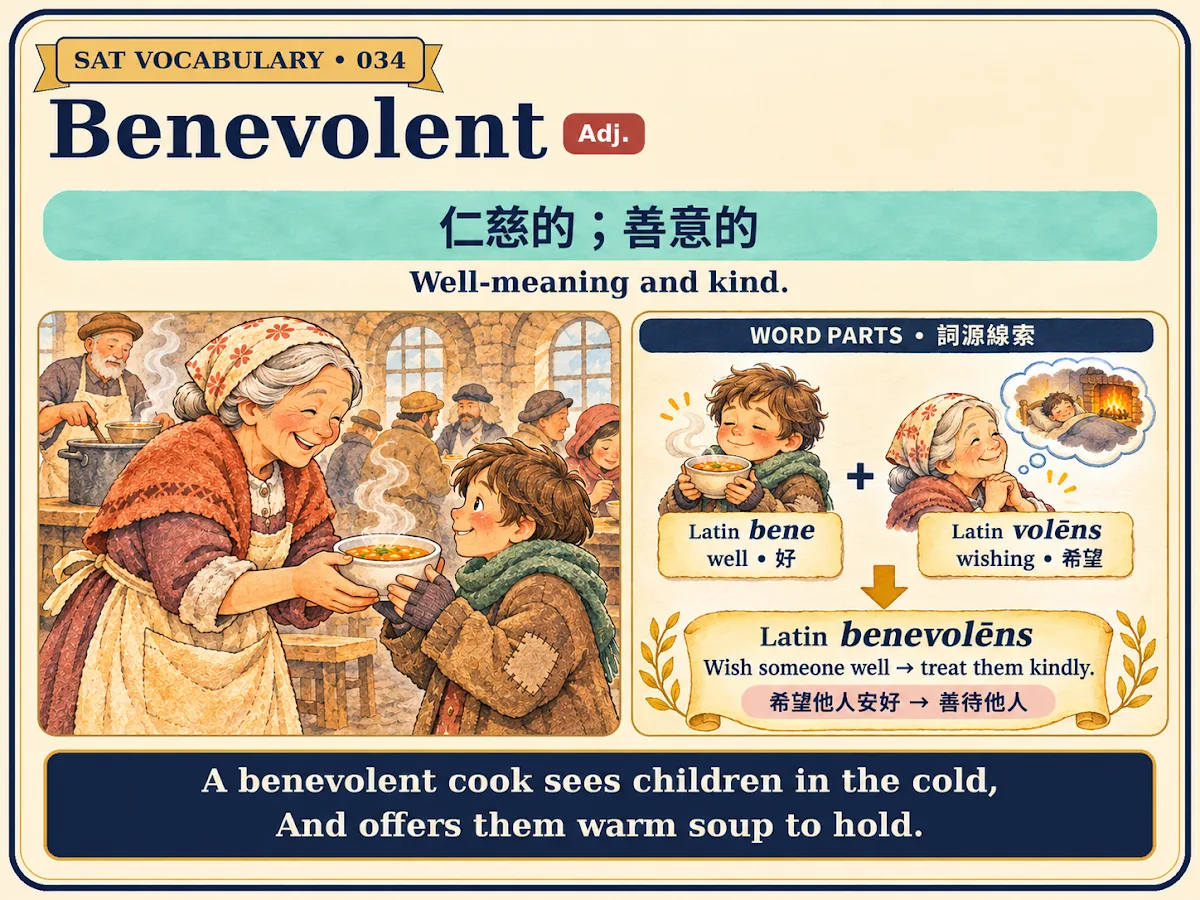 SAT VOCABULARY • 034
Benevolent
Adj.
仁慈的；善意的
Well-meaning and kind.
WORD PARTS • 詞源線索
Latin bene
well • 好
+
Latin volēns
wishing • 希望
Latin benevolēns
Wish someone well → treat them kindly.
希望他人安好 → 善待他人
A benevolent cook sees children in the cold,
And offers them warm soup to hold.